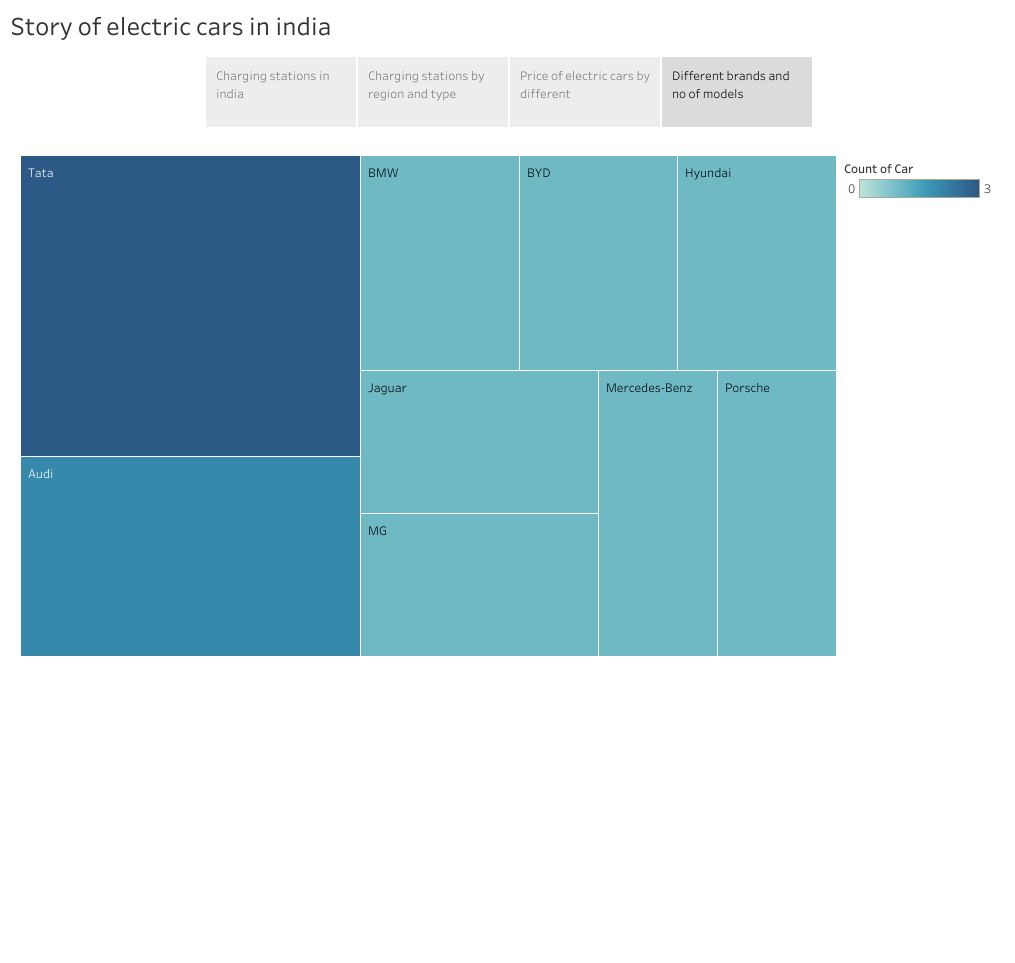 Story of electric cars in india
Charging stations in
india
Charging stations by
region and type
Price of electric cars by
different
Different brands and
no of models
Tata
BMW
BYD
Hyundai
Count of Car
0
3
Jaguar
Mercedes-Benz
Porsche
Audi
MG